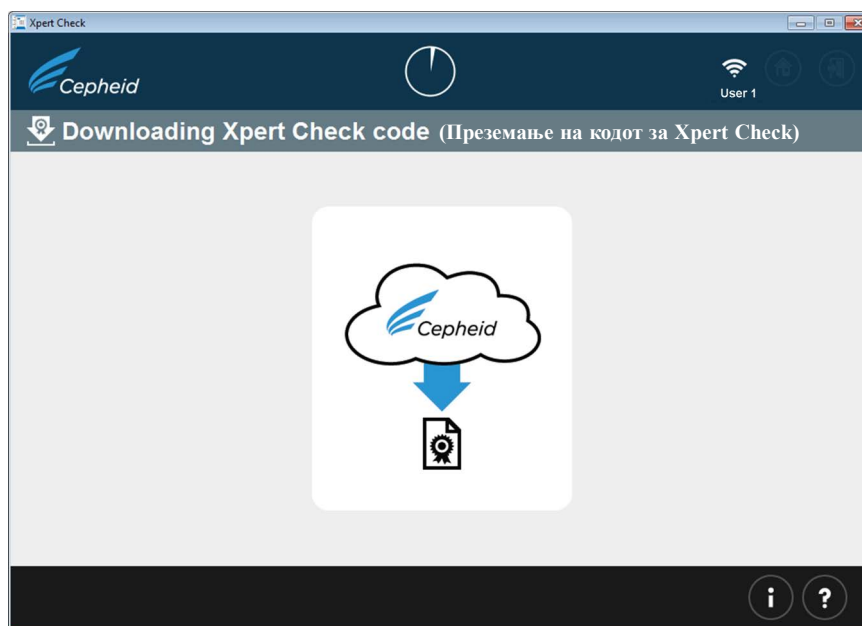 Xpert Check
Cepheid
User 1
Downloading Xpert Check code (Преземање на кодот за Xpert Check)
Cepheid
i ?